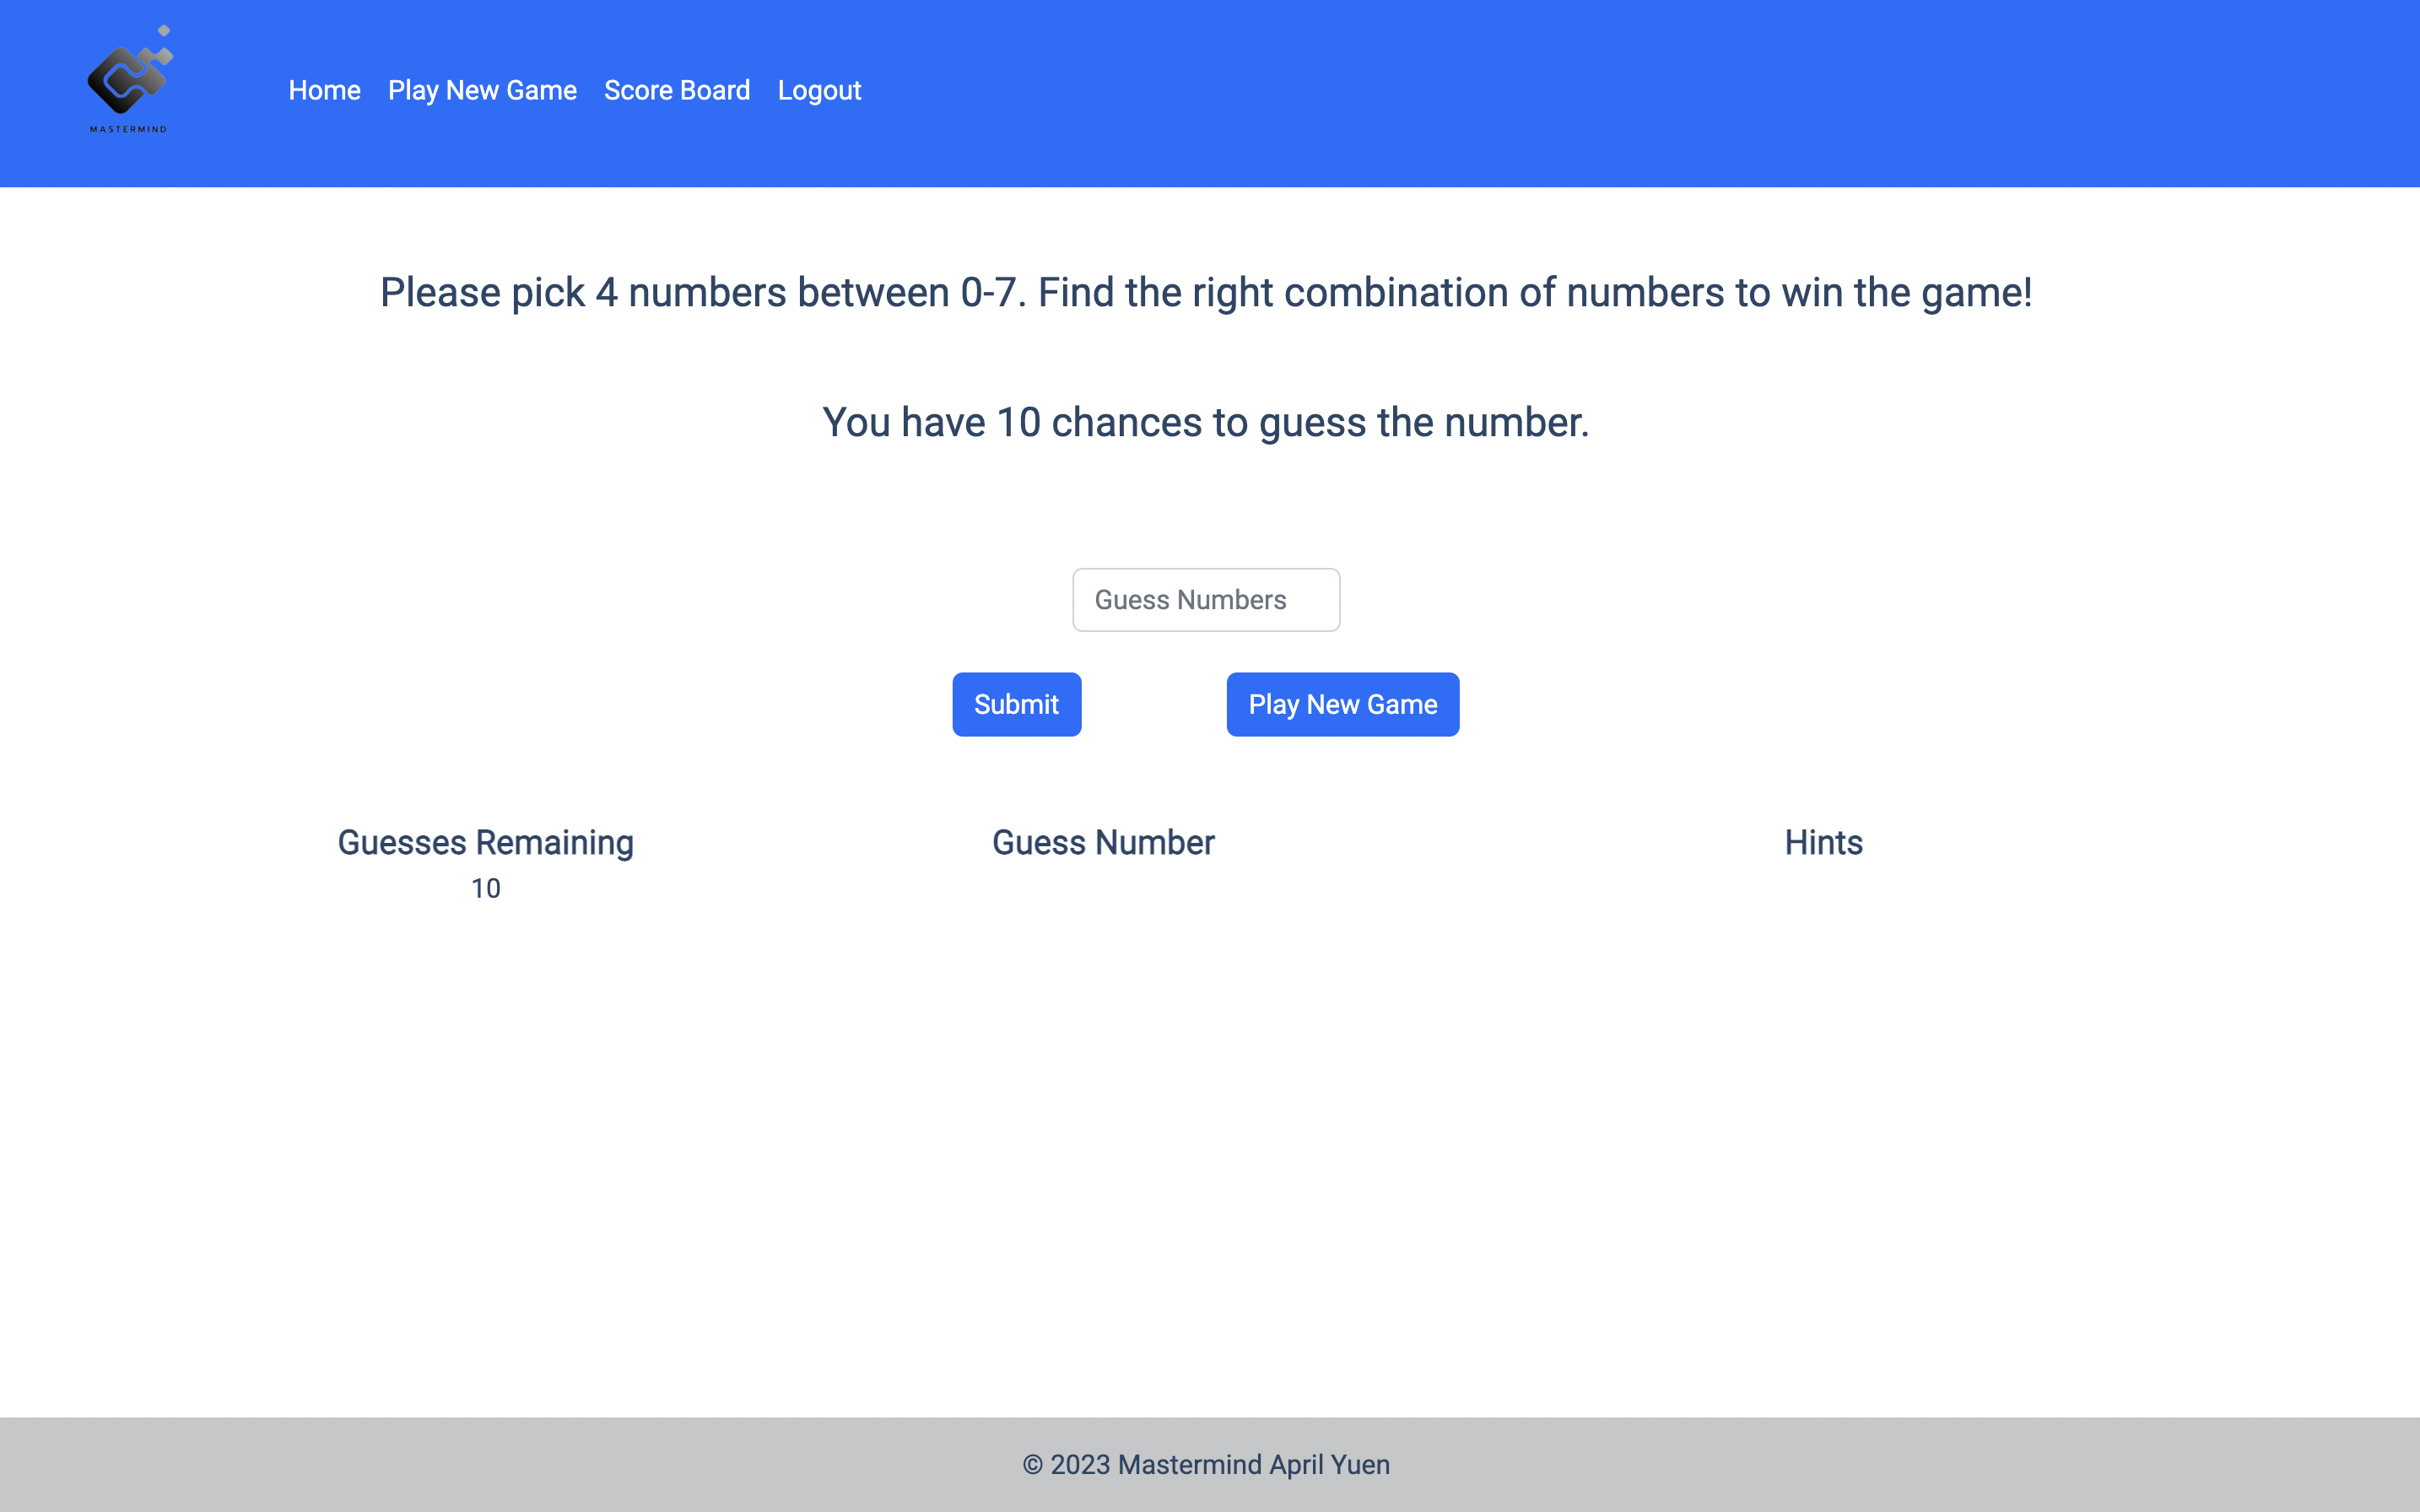 MASTERMIND
Home Play New Game Score Board Logout
Please pick 4 numbers between 0-7. Find the right combination of numbers to win the game!
You have 10 chances to guess the number.
Guess Numbers
Submit Play New Game
Guesses Remaining Guess Number Hints
10
© 2023 Mastermind April Yuen